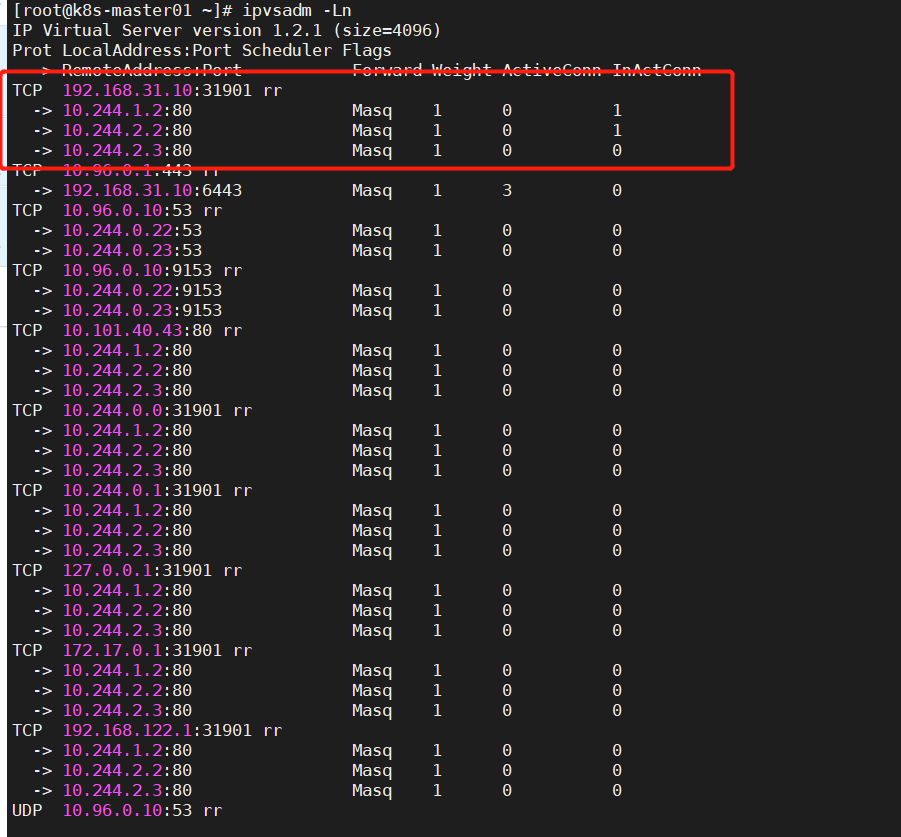 [root@k8s-master01 ~]# ipvsadm -Ln
IP Virtual Server version 1.2.1 (size=4096)
Prot LocalAddress:Port Scheduler Flags
  -> RemoteAddress:Port           Forward Weight ActiveConn InActConn
TCP  192.168.31.10:31901 rr
  -> 10.244.1.2:80                Masq    1      0          1
  -> 10.244.2.2:80                Masq    1      0          1
  -> 10.244.2.3:80                Masq    1      0          0
TCP  10.96.0.1:443 rr
  -> 192.168.31.10:6443           Masq    1      3          0
TCP  10.96.0.10:53 rr
  -> 10.244.0.22:53               Masq    1      0          0
  -> 10.244.0.23:53               Masq    1      0          0
TCP  10.96.0.10:9153 rr
  -> 10.244.0.22:9153             Masq    1      0          0
  -> 10.244.0.23:9153             Masq    1      0          0
TCP  10.101.40.43:80 rr
  -> 10.244.1.2:80                Masq    1      0          0
  -> 10.244.2.2:80                Masq    1      0          0
  -> 10.244.2.3:80                Masq    1      0          0
TCP  10.244.0.0:31901 rr
  -> 10.244.1.2:80                Masq    1      0          0
  -> 10.244.2.2:80                Masq    1      0          0
  -> 10.244.2.3:80                Masq    1      0          0
TCP  10.244.0.1:31901 rr
  -> 10.244.1.2:80                Masq    1      0          0
  -> 10.244.2.2:80                Masq    1      0          0
  -> 10.244.2.3:80                Masq    1      0          0
TCP  127.0.0.1:31901 rr
  -> 10.244.1.2:80                Masq    1      0          0
  -> 10.244.2.2:80                Masq    1      0          0
  -> 10.244.2.3:80                Masq    1      0          0
TCP  172.17.0.1:31901 rr
  -> 10.244.1.2:80                Masq    1      0          0
  -> 10.244.2.2:80                Masq    1      0          0
  -> 10.244.2.3:80                Masq    1      0          0
TCP  192.168.122.1:31901 rr
  -> 10.244.1.2:80                Masq    1      0          0
  -> 10.244.2.2:80                Masq    1      0          0
  -> 10.244.2.3:80                Masq    1      0          0
UDP  10.96.0.10:53 rr